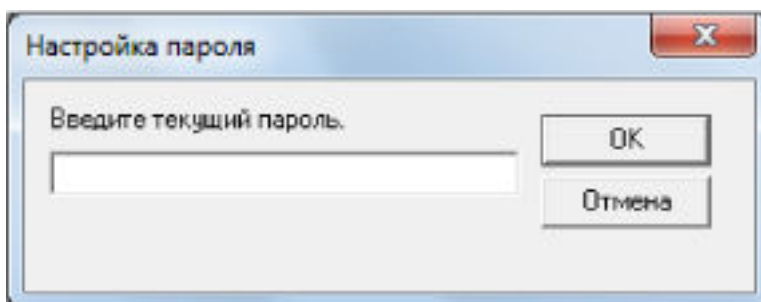 Настройка пароля
Введите текущий пароль.
OK
Отмена